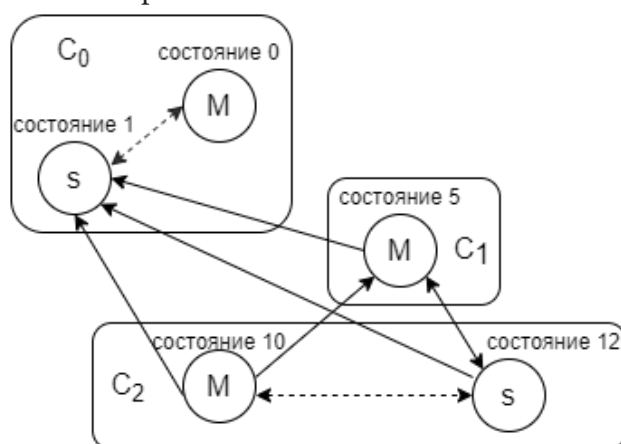 состояние 0
C₀
M
состояние 1
s
состояние 5
M
C₁
состояние 10
состояние 12
C₂
M
s